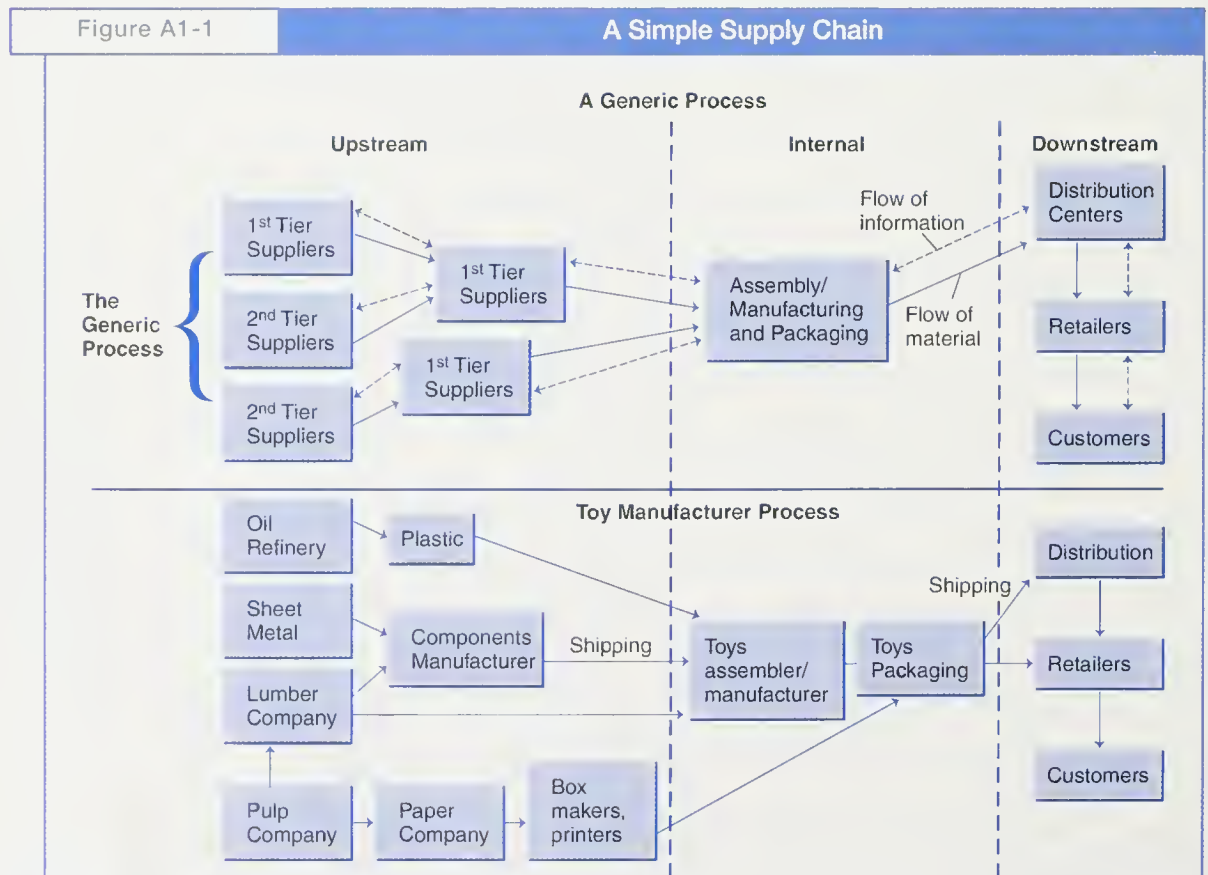 Figure A1-1
A Simple Supply Chain
A Generic Process
Upstream
Internal
Downstream
1st Tier
Suppliers
2nd Tier
Suppliers
2nd Tier
Suppliers
The
Generic
Process
1st Tier
Suppliers
1st Tier
Suppliers
Assembly/
Manufacturing
and Packaging
Flow of
information
Flow of
material
Distribution
Centers
Retailers
Customers
Toy Manufacturer Process
Oil
Refinery
Plastic
Sheet
Metal
Components
Manufacturer
Shipping
Lumber
Company
Pulp
Company
Paper
Company
Box
makers,
printers
Toys
assembler/
manufacturer
Toys
Packaging
Shipping
Distribution
Retailers
Customers